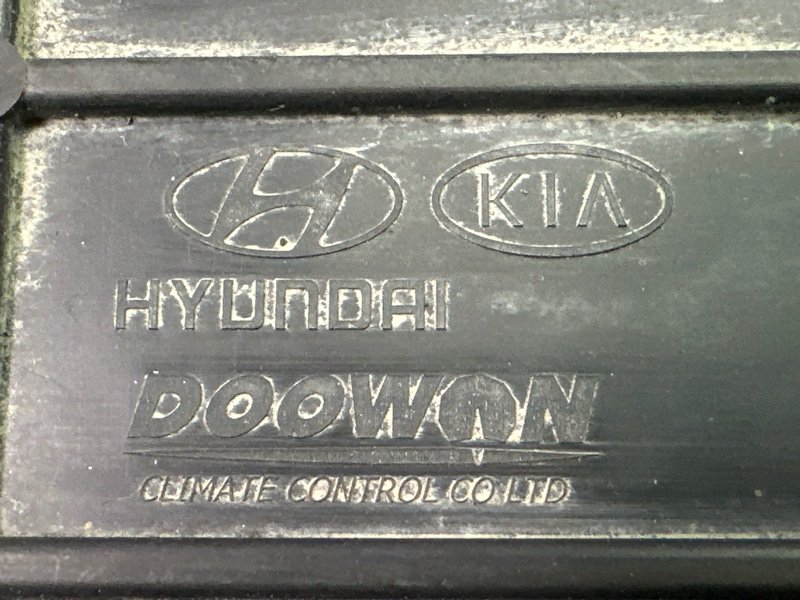 KIA
HYUNDAI
DOOWON
CLIMATE CONTROL CO LTD